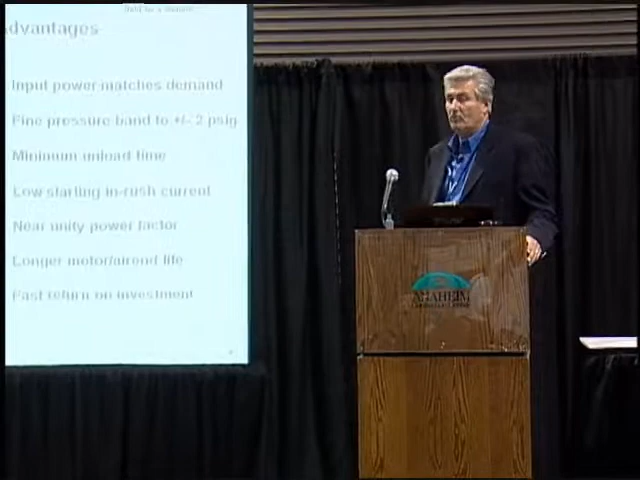 dvantages
Input power matches demand
Fine pressure band to +/- 2 psig
Minimum unload time
Low starting in-rush current
Near unity power factor
Longer motor/airend life
Fast return on investment
ANAHEIM